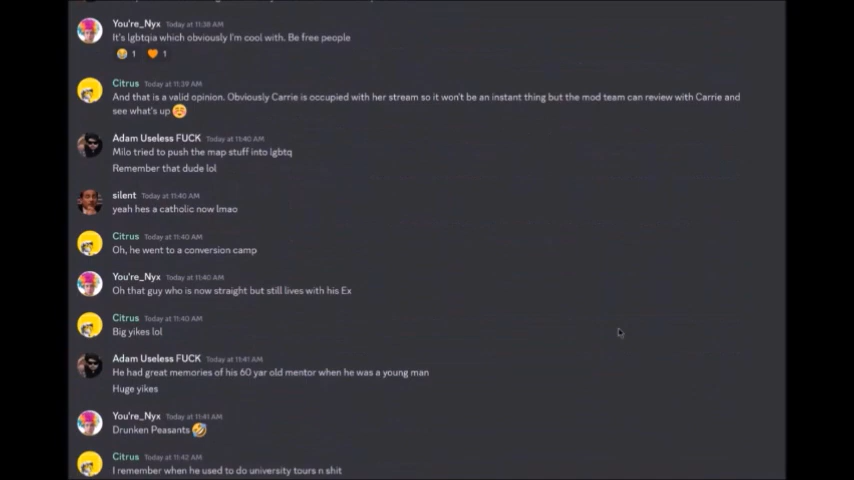 You're_Nyx Today at 11:38 AM
It's lgbtqia which obviously I'm cool with. Be free people
1 1
Citrus Today at 11:39 AM
And that is a valid opinion. Obviously Carrie is occupied with her stream so it won't be an instant thing but the mod team can review with Carrie and
see what's up
Adam Useless FUCK Today at 11:40 AM
Milo tried to push the map stuff into lgbtq
Remember that dude lol
silent Today at 11:40 AM
yeah hes a catholic now lmao
Citrus Today at 11:40 AM
Oh, he went to a conversion camp
You're_Nyx Today at 11:40 AM
Oh that guy who is now straight but still lives with his Ex
Citrus Today at 11:40 AM
Big yikes lol
Adam Useless FUCK Today at 11:41 AM
He had great memories of his 60 yar old mentor when he was a young man
Huge yikes
You're_Nyx Today at 11:41 AM
Drunken Peasants
Citrus Today at 11:42 AM
I remember when he used to do university tours n shit